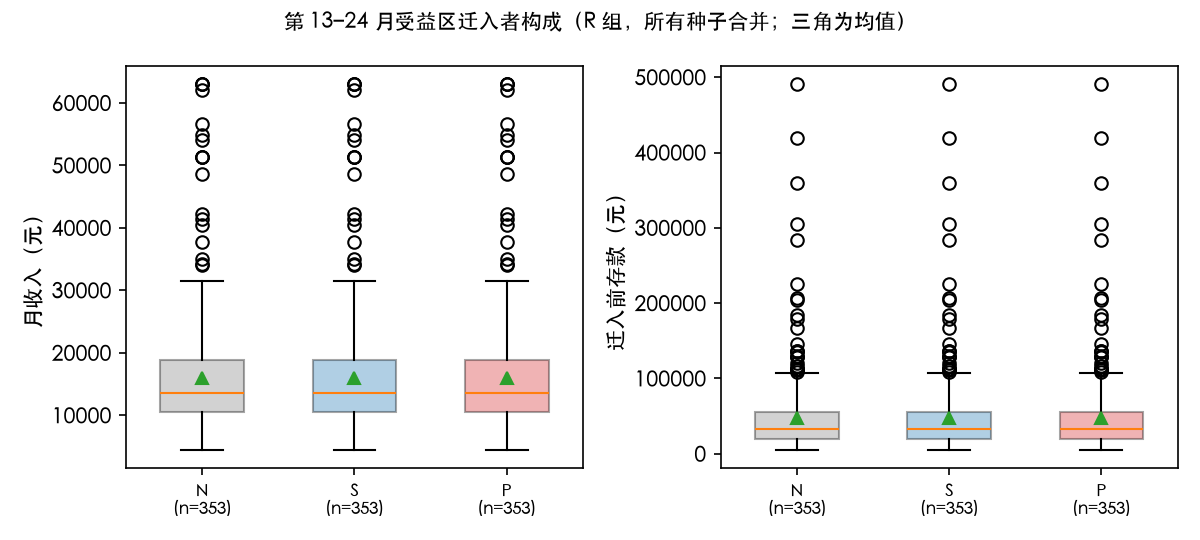 第 13–24 月受益区迁入者构成（R 组，所有种子合并；三角为均值）
月收入（元）
60000
50000
40000
30000
20000
10000
N
(n=353)
S
(n=353)
P
(n=353)
迁入前存款（元）
500000
400000
300000
200000
100000
0
N
(n=353)
S
(n=353)
P
(n=353)